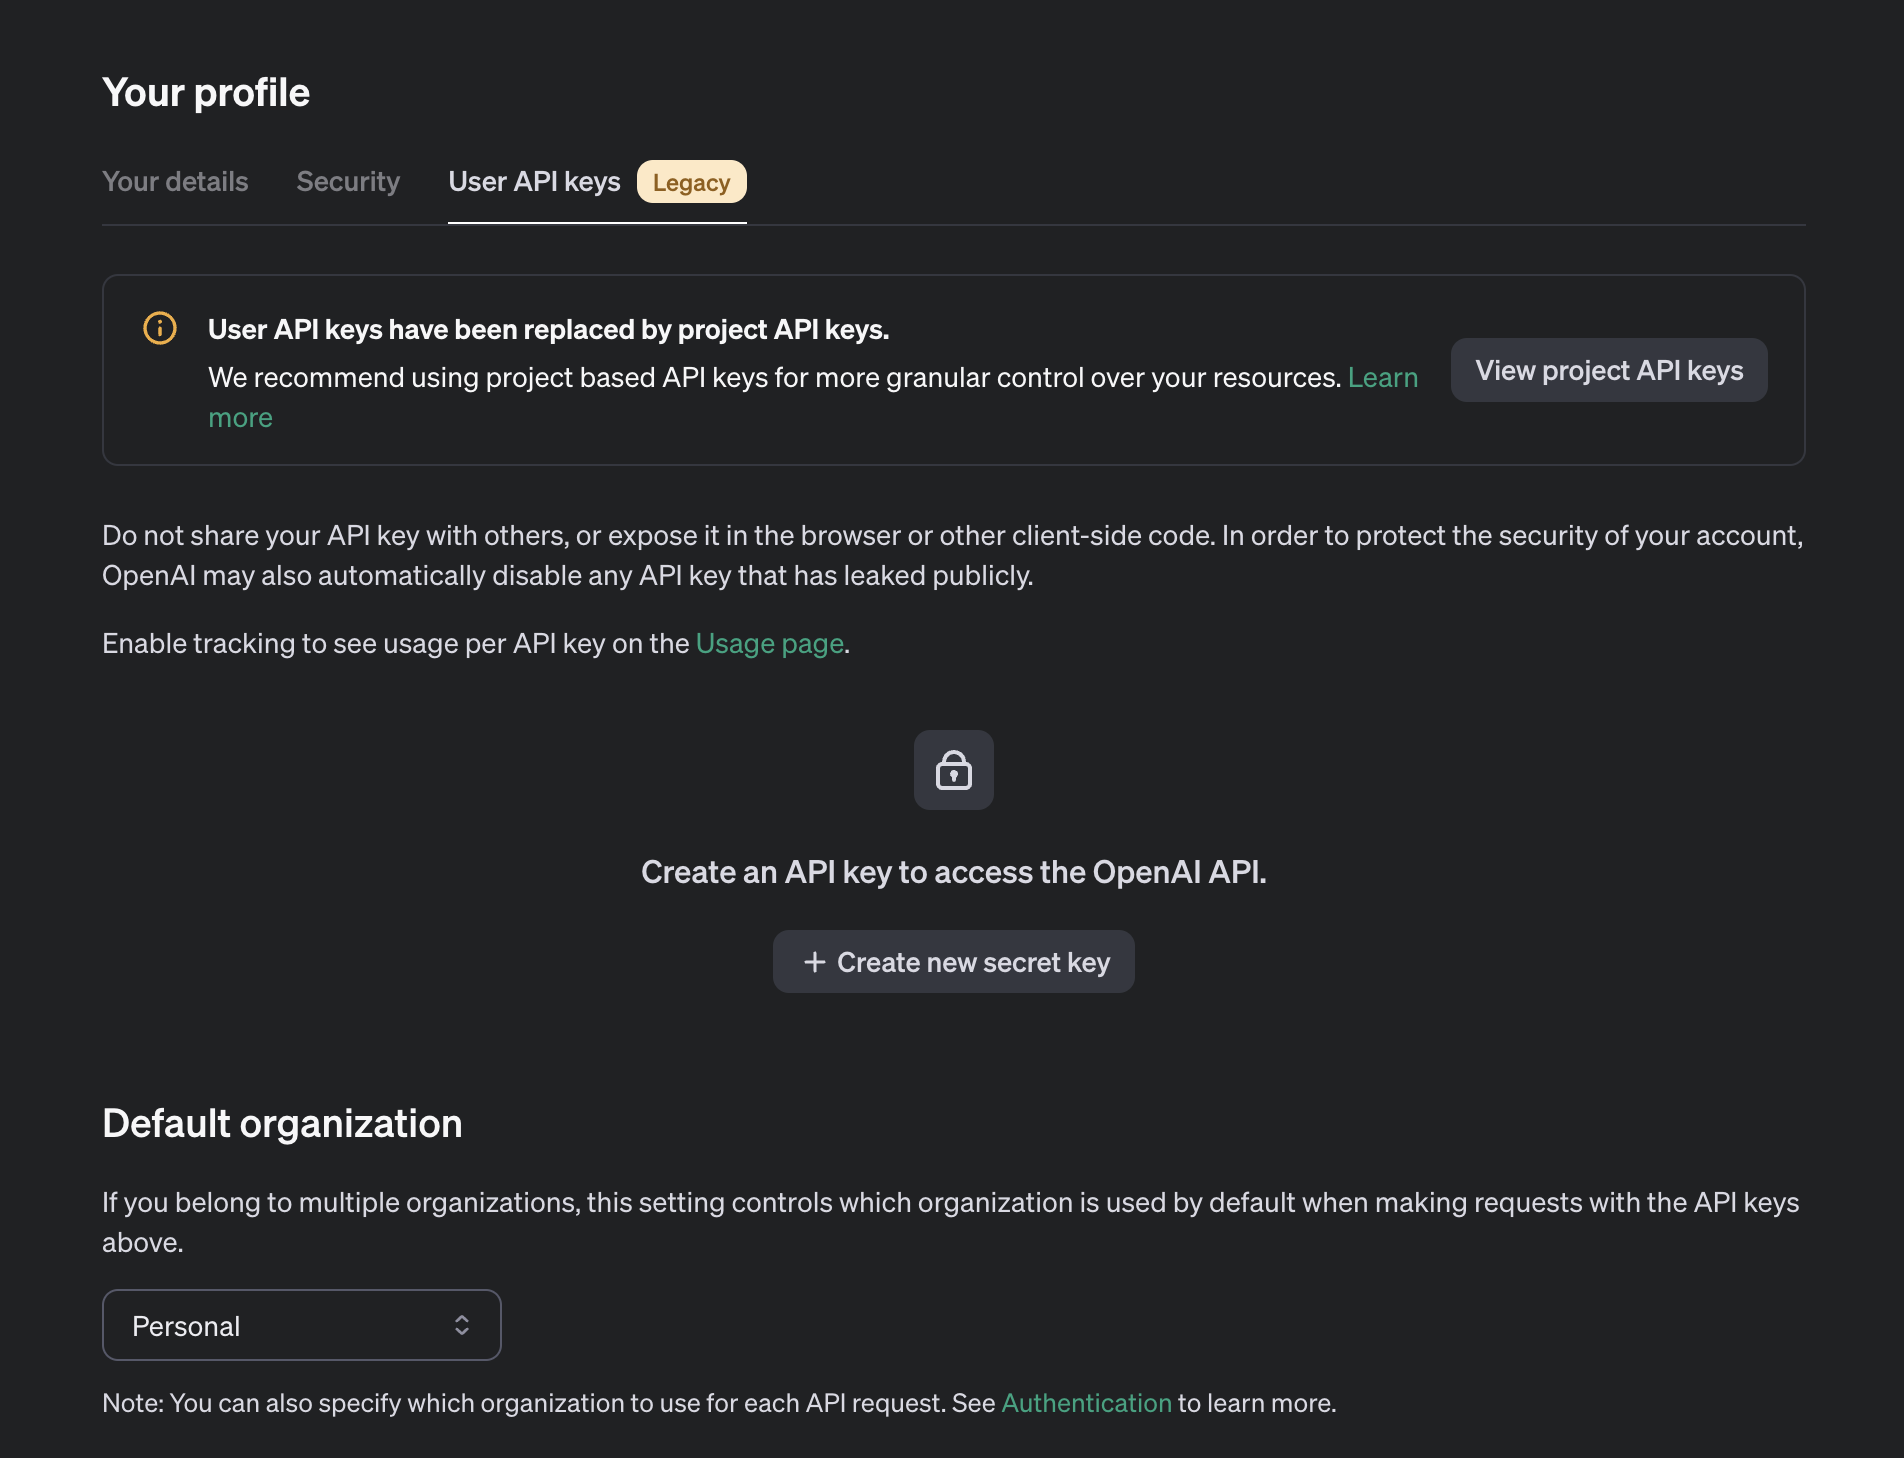 Your profile
Your details Security User API keys Legacy
User API keys have been replaced by project API keys.
We recommend using project based API keys for more granular control over your resources. Learn
more
View project API keys
Do not share your API key with others, or expose it in the browser or other client-side code. In order to protect the security of your account,
OpenAI may also automatically disable any API key that has leaked publicly.
Enable tracking to see usage per API key on the Usage page.
Create an API key to access the OpenAI API.
+ Create new secret key
Default organization
If you belong to multiple organizations, this setting controls which organization is used by default when making requests with the API keys
above.
Personal
Note: You can also specify which organization to use for each API request. See Authentication to learn more.